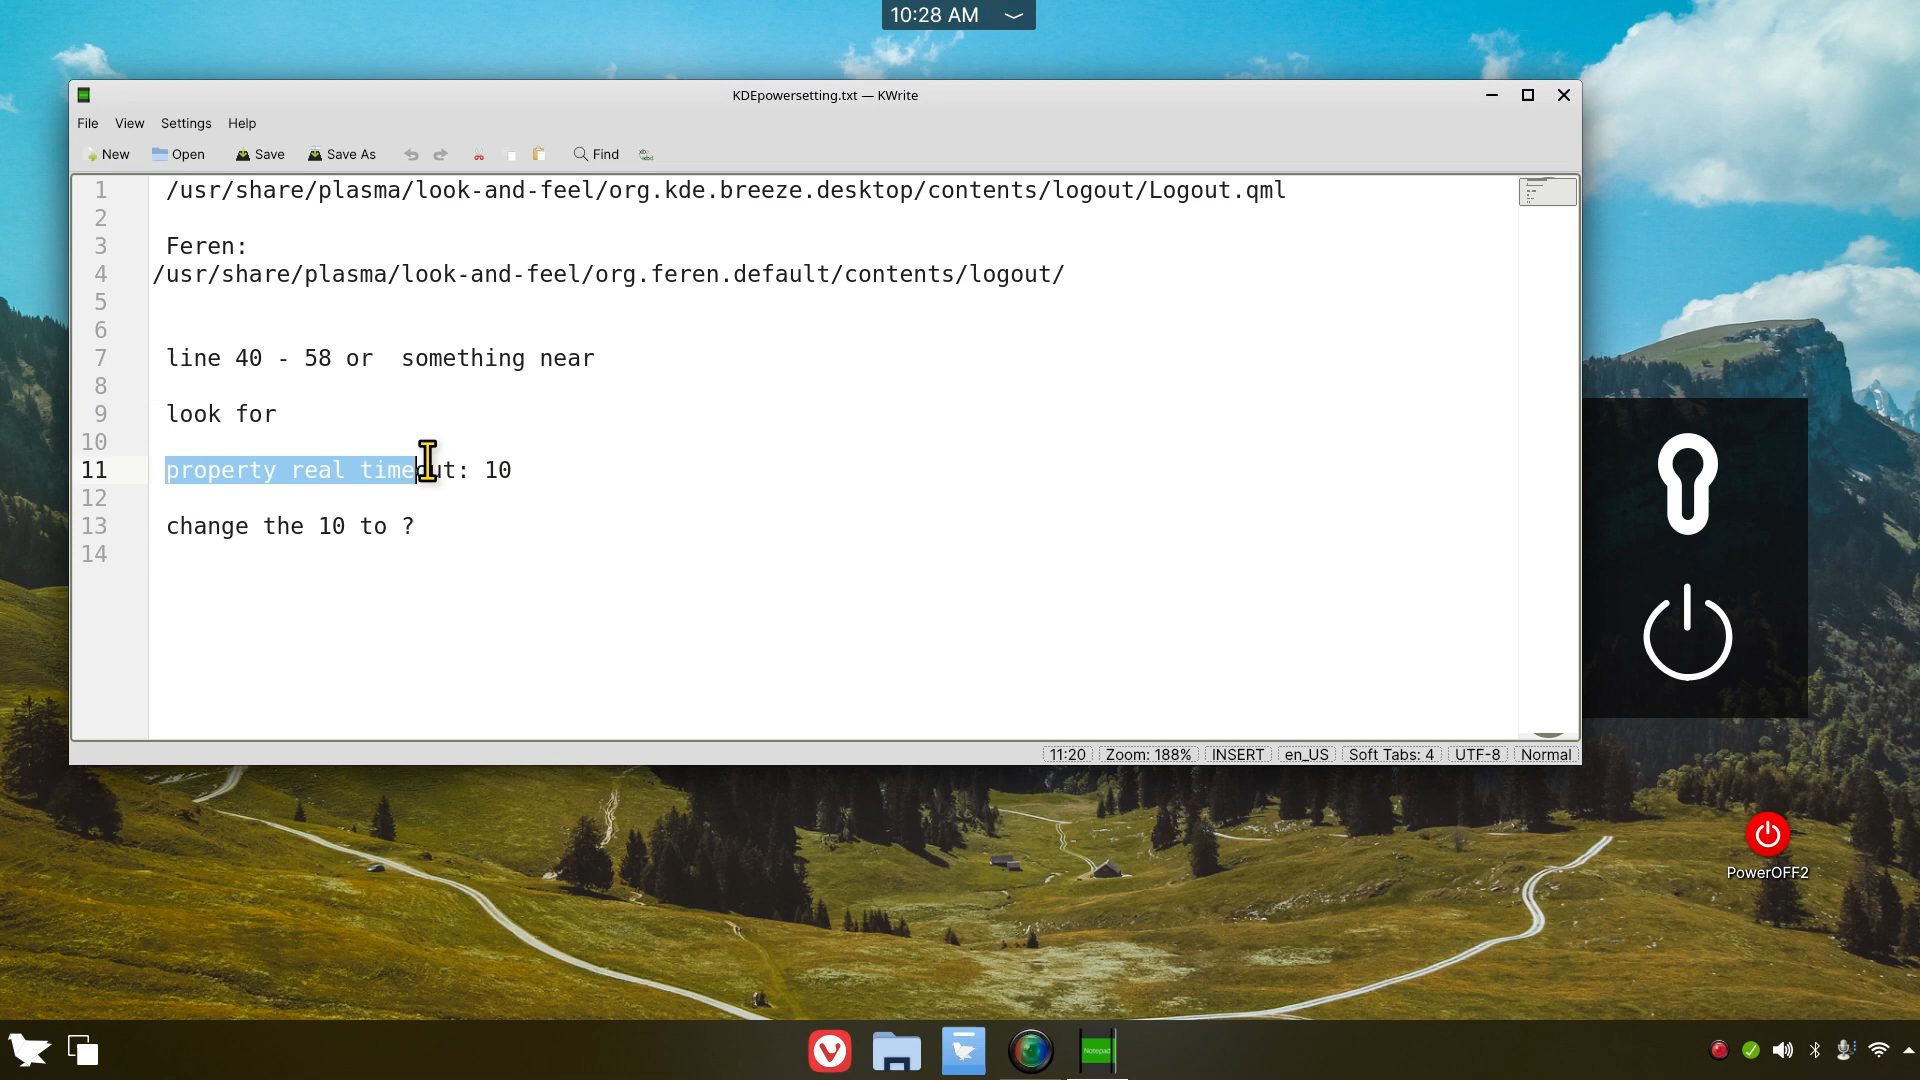 10:28 AM
KDEpowersetting.txt — KWrite
File View Settings Help
New Open Save Save As Find
1 /usr/share/plasma/look-and-feel/org.kde.breeze.desktop/contents/logout/Logout.qml
2
3 Feren:
4 /usr/share/plasma/look-and-feel/org.feren.default/contents/logout/
5
6
7 line 40 - 58 or  something near
8
9 look for
10
11 property real timeout: 10
12
13 change the 10 to ?
14
11:20 Zoom: 188% INSERT en_US Soft Tabs: 4 UTF-8 Normal
PowerOFF2
Notepad